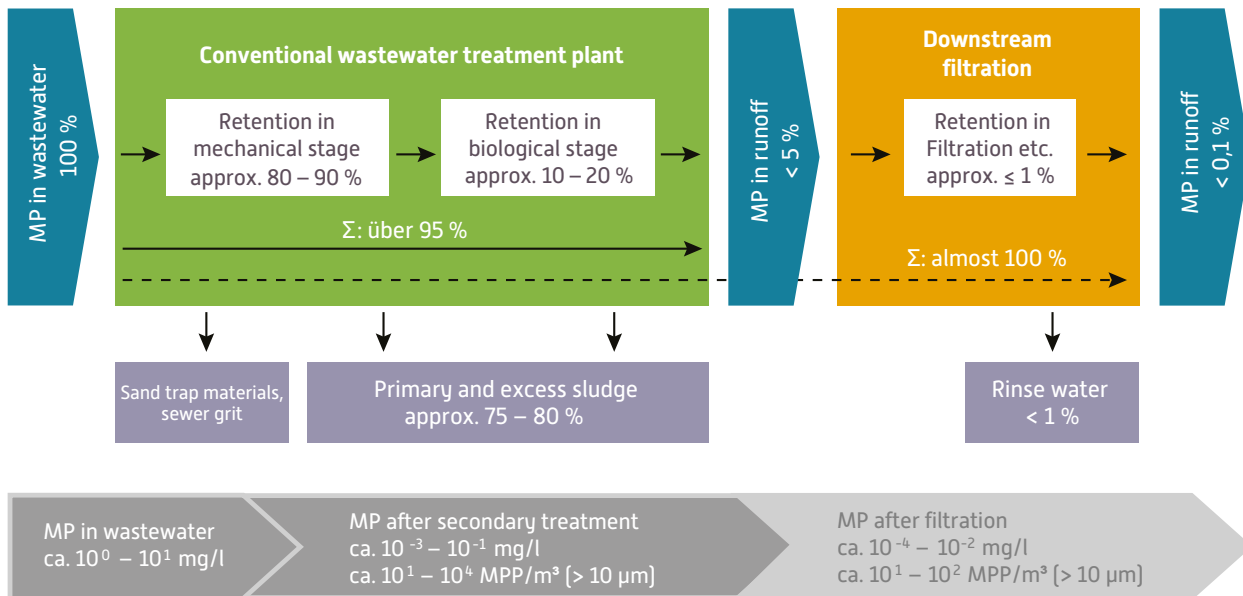 MP in wastewater
100 %
Conventional wastewater treatment plant
Retention in
mechanical stage
approx. 80 – 90 %
Retention in
biological stage
approx. 10 – 20 %
Σ: über 95 %
MP in runoff
< 5 %
Downstream
filtration
Retention in
Filtration etc.
approx. ≤ 1 %
Σ: almost 100 %
MP in runoff
< 0,1 %
Sand trap materials,
sewer grit
Primary and excess sludge
approx. 75 – 80 %
Rinse water
< 1 %
MP in wastewater
ca. 10⁰ – 10¹ mg/l
MP after secondary treatment
ca. 10⁻³ – 10⁻¹ mg/l
ca. 10¹ – 10⁴ MPP/m³ (> 10 µm)
MP after filtration
ca. 10⁻⁴ – 10⁻² mg/l
ca. 10¹ – 10² MPP/m³ (> 10 µm)